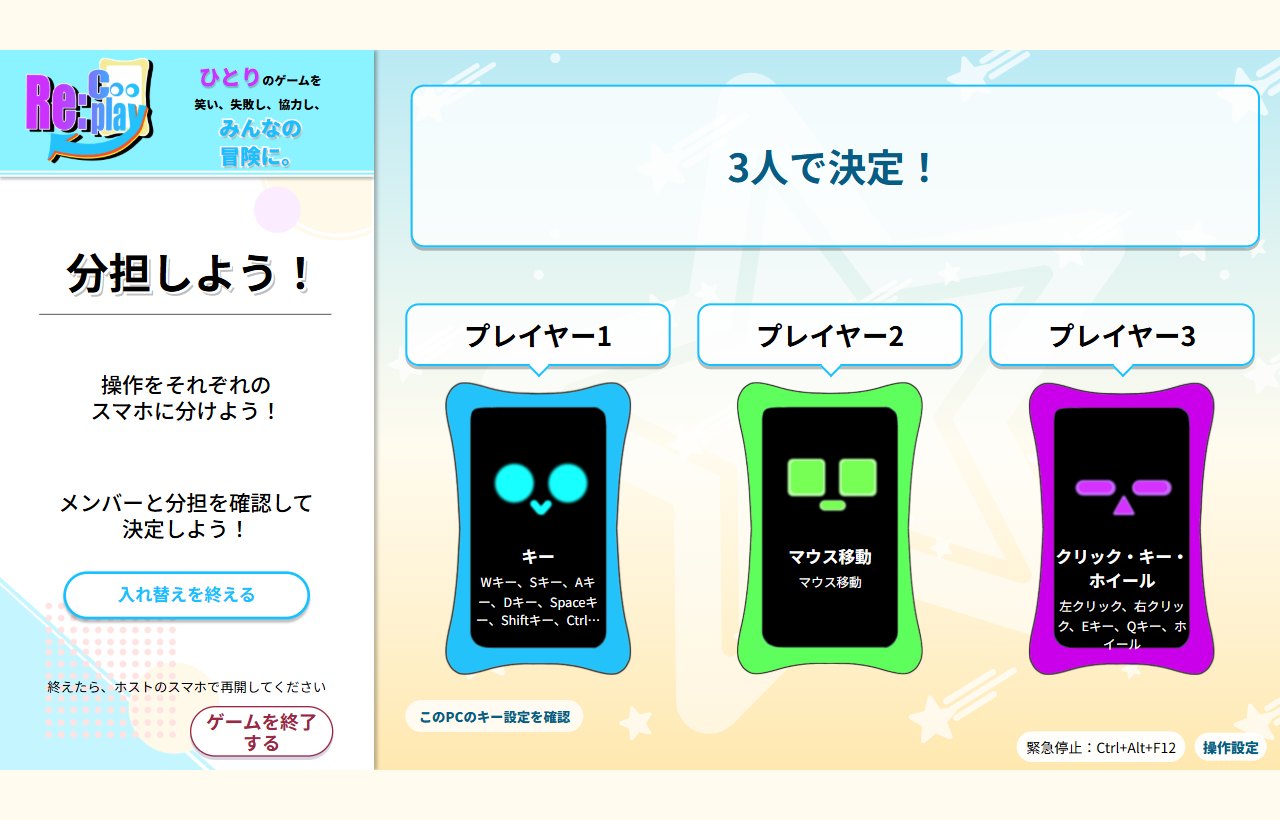 Re:Coo
play
ひとりのゲームを
笑い、失敗し、協力し、
みんなの
冒険に。
分担しよう！
操作をそれぞれの
スマホに分けよう！
メンバーと分担を確認して
決定しよう！
入れ替えを終える
終えたら、ホストのスマホで再開してください
ゲームを終了
する
3人で決定！
プレイヤー1
キー
Wキー、Sキー、Aキ
ー、Dキー、Spaceキ
ー、Shiftキー、Ctrl…
プレイヤー2
マウス移動
マウス移動
プレイヤー3
クリック・キー・
ホイール
左クリック、右クリッ
ク、Eキー、Qキー、ホ
イール
このPCのキー設定を確認
緊急停止：Ctrl+Alt+F12
操作設定